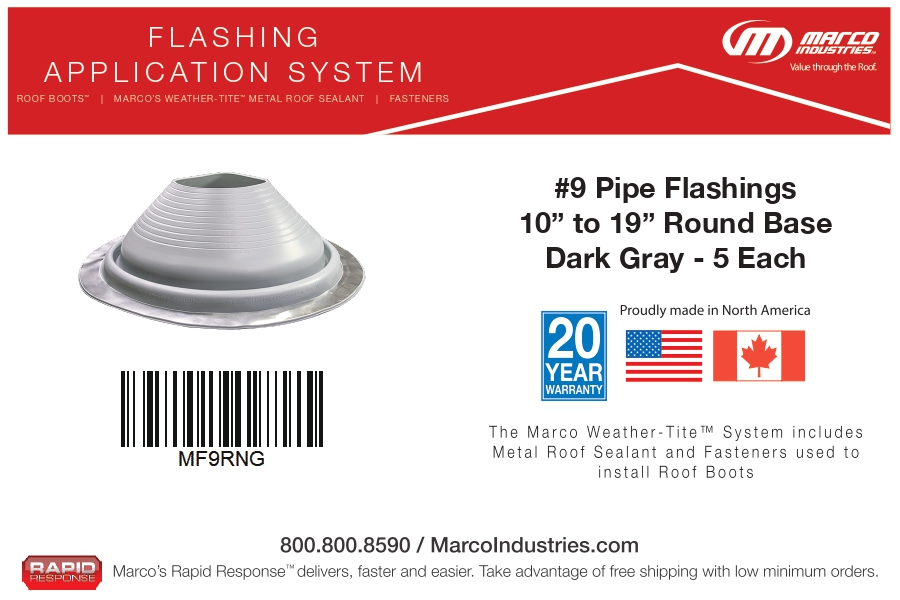 FLASHING
APPLICATION SYSTEM
ROOF BOOTS™ | MARCO'S WEATHER-TITE™ METAL ROOF SEALANT | FASTENERS
MARCO
INDUSTRIES™
Value through the Roof.
#9 Pipe Flashings
10” to 19” Round Base
Dark Gray - 5 Each
Proudly made in North America
20
YEAR
WARRANTY
MF9RNG
The Marco Weather-Tite™ System includes
Metal Roof Sealant and Fasteners used to
install Roof Boots
800.800.8590 / MarcoIndustries.com
RAPID
RESPONSE
Marco's Rapid Response™ delivers, faster and easier. Take advantage of free shipping with low minimum orders.